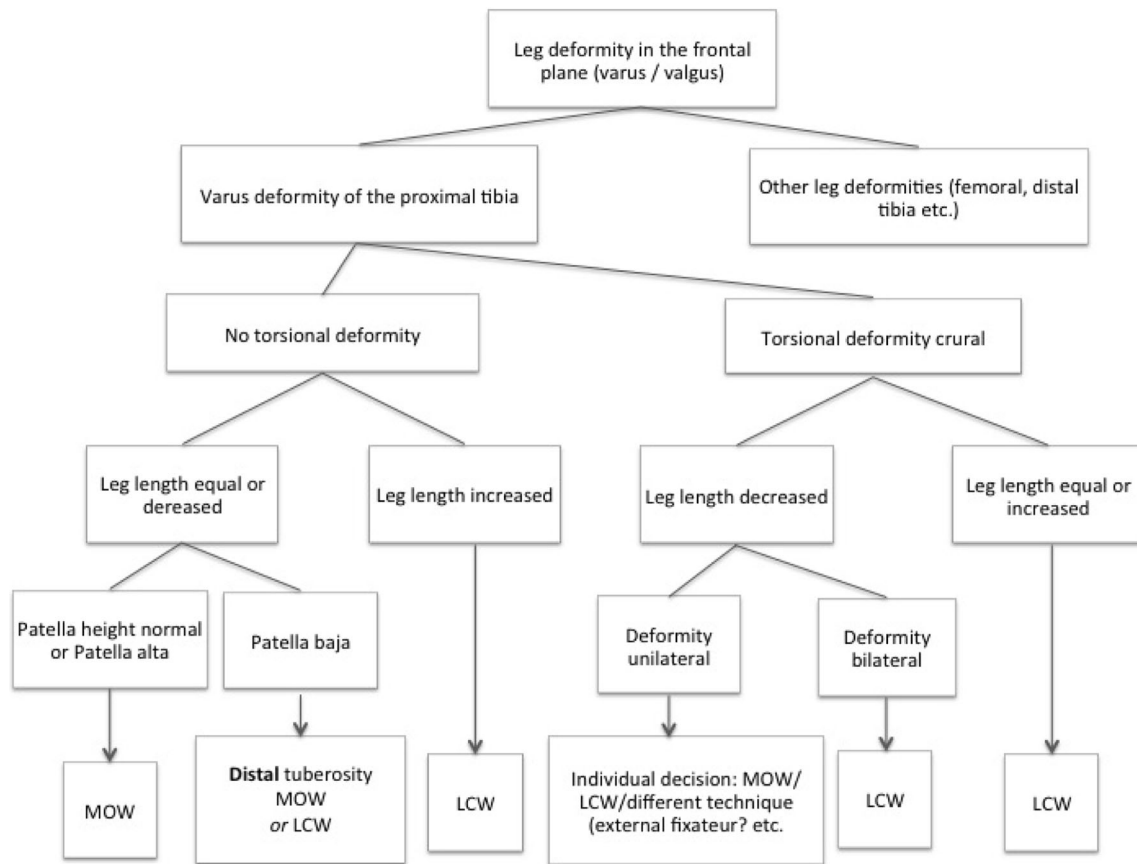 Leg deformity in the frontal
plane (varus / valgus)
Varus deformity of the proximal tibia
Other leg deformities (femoral, distal
tibia etc.)
No torsional deformity
Torsional deformity crural
Leg length equal or
dereased
Leg length increased
Leg length decreased
Leg length equal or
increased
Patella height normal
or Patella alta
Patella baja
Deformity
unilateral
Deformity
bilateral
MOW
Distal tuberosity
MOW
or LCW
LCW
Individual decision: MOW/
LCW/different technique
(external fixateur? etc.
LCW
LCW